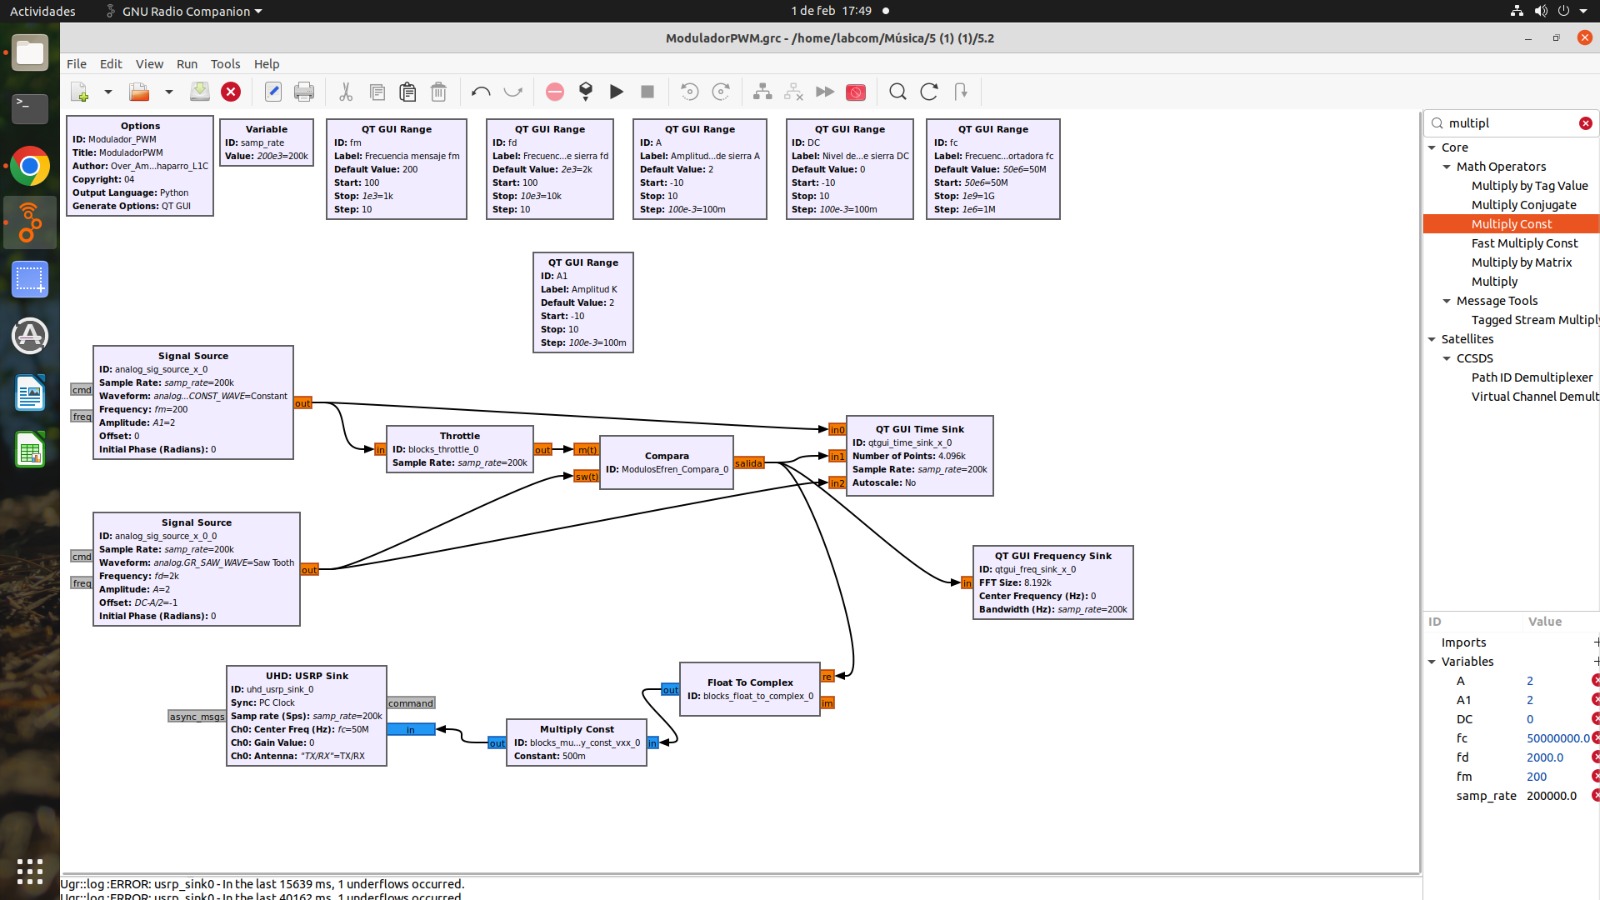 Actividades
GNU Radio Companion
1 de feb 17:49
ModuladorPWM.grc - /home/labcom/Música/5 (1) (1)/5.2
File Edit View Run Tools Help
Options
ID: Modulador_PWM
Title: ModuladorPWM
Author: Over_Am...haparro_L1C
Copyright: 04
Output Language: Python
Generate Options: QT GUI
Variable
ID: samp_rate
Value: 200e3=200k
QT GUI Range
ID: fm
Label: Frecuencia mensaje fm
Default Value: 200
Start: 100
Stop: 1e3=1k
Step: 10
QT GUI Range
ID: fd
Label: Frecuenc...e sierra fd
Default Value: 2e3=2k
Start: 100
Stop: 10e3=10k
Step: 10
QT GUI Range
ID: A
Label: Amplitud...de sierra A
Default Value: 2
Start: -10
Stop: 10
Step: 100e-3=100m
QT GUI Range
ID: DC
Label: Nivel de...e sierra DC
Default Value: 0
Start: -10
Stop: 10
Step: 100e-3=100m
QT GUI Range
ID: fc
Label: Frecuenc...ortadora fc
Default Value: 50e6=50M
Start: 50e6=50M
Stop: 1e9=1G
Step: 1e6=1M
QT GUI Range
ID: A1
Label: Amplitud K
Default Value: 2
Start: -10
Stop: 10
Step: 100e-3=100m
Signal Source
ID: analog_sig_source_x_0
Sample Rate: samp_rate=200k
Waveform: analog...CONST_WAVE=Constant
Frequency: fm=200
Amplitude: A1=2
Offset: 0
Initial Phase (Radians): 0
cmd
freq
out
Throttle
ID: blocks_throttle_0
Sample Rate: samp_rate=200k
in
out
Compara
ID: ModulosEfren_Compara_0
m(t)
sw(t)
salida
QT GUI Time Sink
ID: qtgui_time_sink_x_0
Number of Points: 4.096k
Sample Rate: samp_rate=200k
Autoscale: No
in0
in1
in2
Signal Source
ID: analog_sig_source_x_0_0
Sample Rate: samp_rate=200k
Waveform: analog.GR_SAW_WAVE=Saw Tooth
Frequency: fd=2k
Amplitude: A=2
Offset: DC-A/2=-1
Initial Phase (Radians): 0
cmd
freq
out
QT GUI Frequency Sink
ID: qtgui_freq_sink_x_0
FFT Size: 8.192k
Center Frequency (Hz): 0
Bandwidth (Hz): samp_rate=200k
in
UHD: USRP Sink
ID: uhd_usrp_sink_0
Sync: PC Clock
Samp rate (Sps): samp_rate=200k
Ch0: Center Freq (Hz): fc=50M
Ch0: Gain Value: 0
Ch0: Antenna: "TX/RX"=TX/RX
async_msgs
command
in
Multiply Const
ID: blocks_mu...y_const_vxx_0
Constant: 500m
out
in
Float To Complex
ID: blocks_float_to_complex_0
out
re
im
multipl
Core
Math Operators
Multiply by Tag Value
Multiply Conjugate
Multiply Const
Fast Multiply Const
Multiply by Matrix
Multiply
Message Tools
Tagged Stream Multipl
Satellites
CCSDS
Path ID Demultiplexer
Virtual Channel Demult
ID Value
Imports
Variables
A 2
A1 2
DC 0
fc 50000000.0
fd 2000.0
fm 200
samp_rate 200000.0
Ugr::log :ERROR: usrp_sink0 - In the last 15639 ms, 1 underflows occurred.
Ugr::log :ERROR: usrp_sink0 - In the last 40162 ms, 1 underflows occurred.